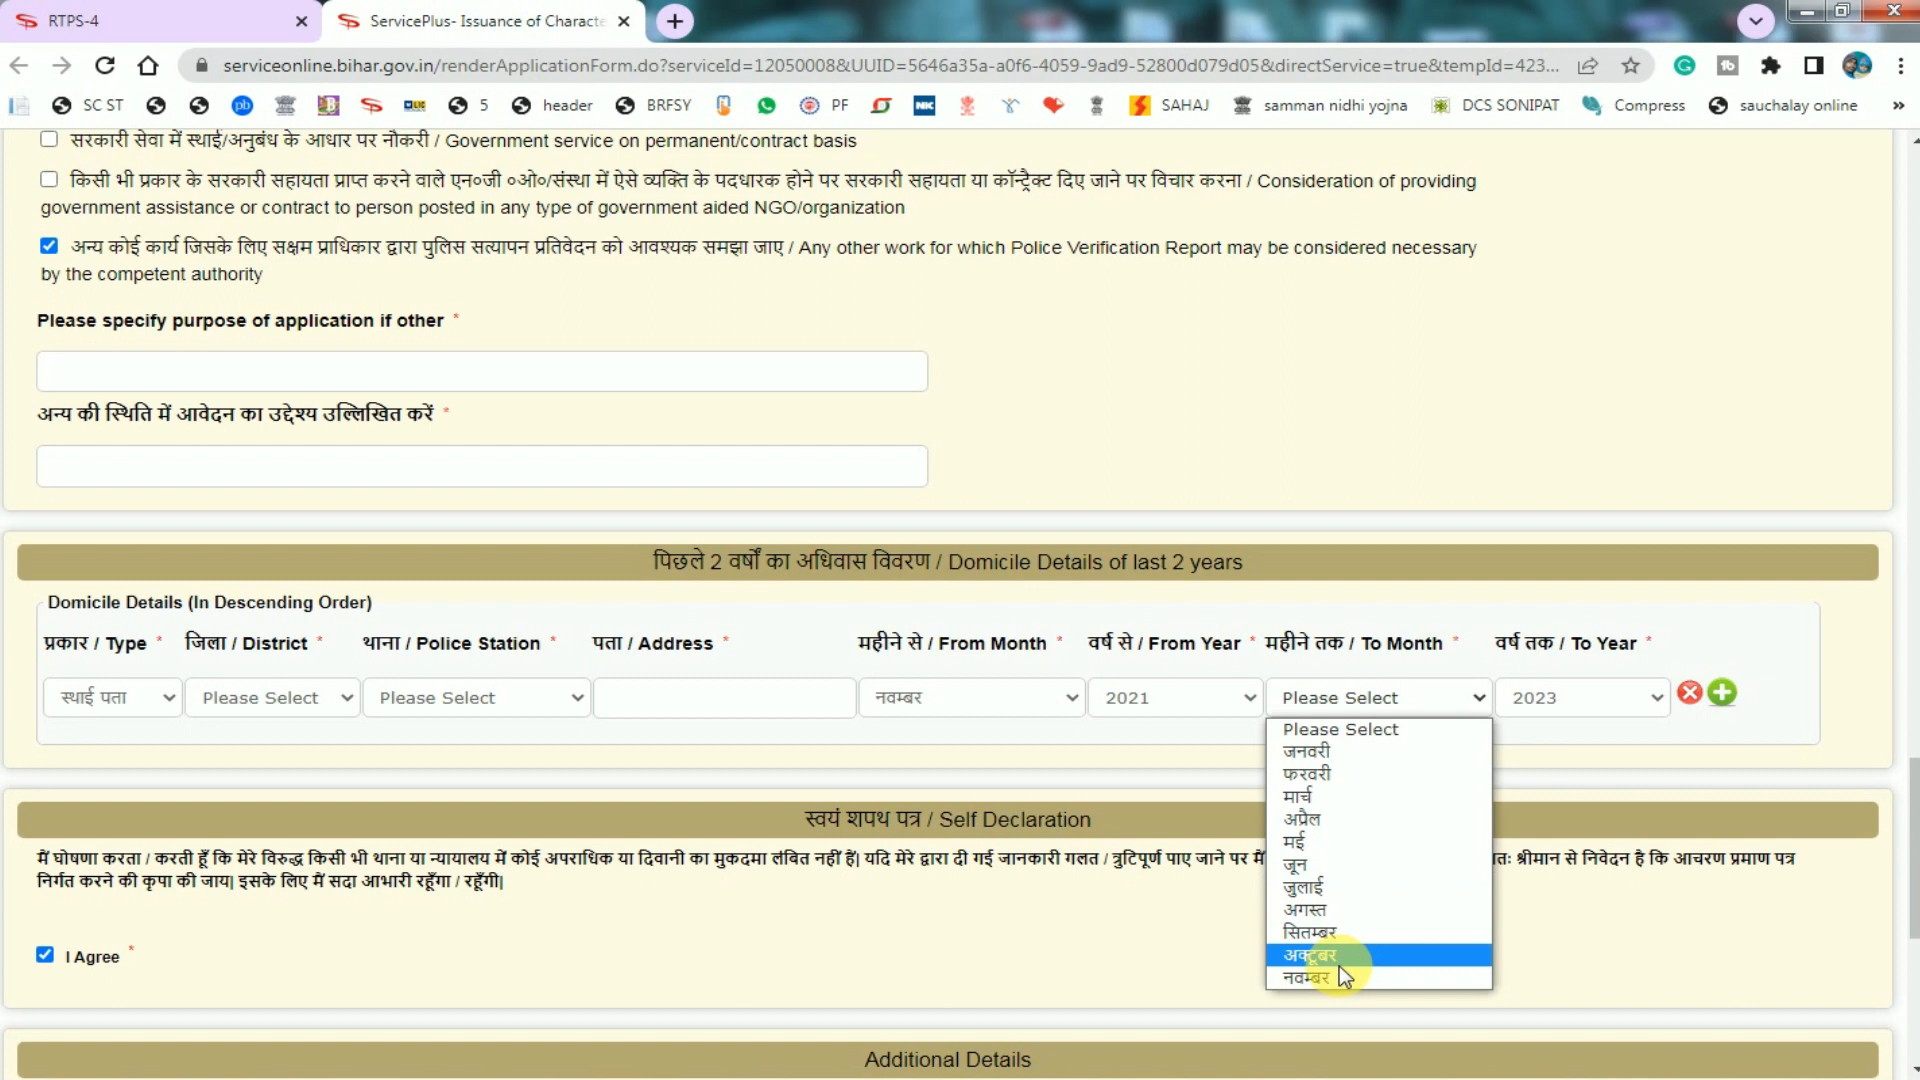 RTPS-4
ServicePlus- Issuance of Characte
serviceonline.bihar.gov.in/renderApplicationForm.do?serviceId=12050008&UUID=5646a35a-a0f6-4059-9ad9-52800d079d05&directService=true&tempId=423...
SC ST pb 5 header BRFSY PF NK SAHAJ samman nidhi yojna DCS SONIPAT Compress sauchalay online »
सरकारी सेवा में स्थाई/अनुबंध के आधार पर नौकरी / Government service on permanent/contract basis
किसी भी प्रकार के सरकारी सहायता प्राप्त करने वाले एन०जी ०ओ०/संस्था में ऐसे व्यक्ति के पदधारक होने पर सरकारी सहायता या कॉन्ट्रैक्ट दिए जाने पर विचार करना / Consideration of providing
government assistance or contract to person posted in any type of government aided NGO/organization
अन्य कोई कार्य जिसके लिए सक्षम प्राधिकार द्वारा पुलिस सत्यापन प्रतिवेदन को आवश्यक समझा जाए / Any other work for which Police Verification Report may be considered necessary
by the competent authority
Please specify purpose of application if other *
अन्य की स्थिति में आवेदन का उद्देश्य उल्लिखित करें *
पिछले 2 वर्षों का अधिवास विवरण / Domicile Details of last 2 years
Domicile Details (In Descending Order)
प्रकार / Type * जिला / District * थाना / Police Station * पता / Address * महीने से / From Month * वर्ष से / From Year * महीने तक / To Month * वर्ष तक / To Year *
स्थाई पता Please Select Please Select नवम्बर 2021 Please Select 2023
Please Select
जनवरी
फरवरी
मार्च
अप्रैल
मई
जून
जुलाई
अगस्त
सितम्बर
अक्टूबर
नवम्बर
स्वयं शपथ पत्र / Self Declaration
मैं घोषणा करता / करती हूँ कि मेरे विरुद्ध किसी भी थाना या न्यायालय में कोई अपराधिक या दिवानी का मुकदमा लंबित नहीं हैं| यदि मेरे द्वारा दी गई जानकारी गलत / त्रुटिपूर्ण पाए जाने पर मैं तः श्रीमान से निवेदन है कि आचरण प्रमाण पत्र
निर्गत करने की कृपा की जाय| इसके लिए मैं सदा आभारी रहूँगा / रहूँगी|
I Agree *
Additional Details